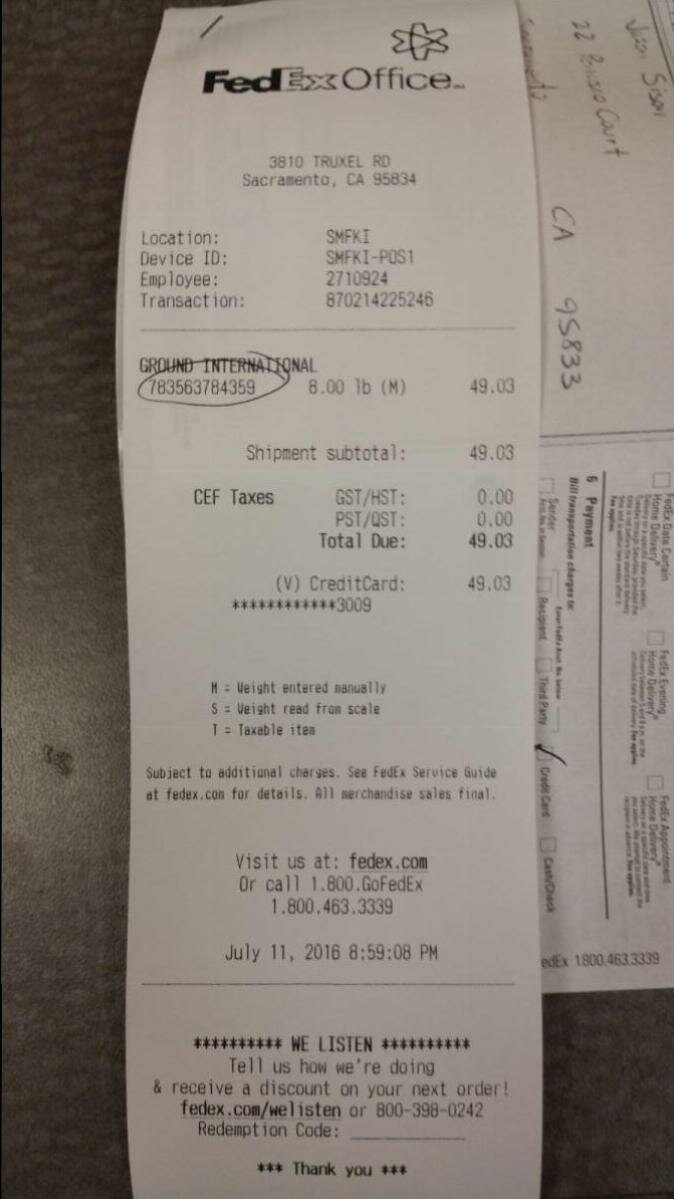 FedEx Office
3810 TRUXEL RD
Sacramento, CA 95834
Location: SMFKI
Device ID: SMFKI-POS1
Employee: 2710924
Transaction: 870214225246
GROUND INTERNATIONAL
783563784359 8.00 lb (M) 49.03
Shipment subtotal: 49.03
CEF Taxes GST/HST: 0.00
PST/QST: 0.00
Total Due: 49.03
(V) CreditCard: 49.03
************3009
M = Weight entered manually
S = Weight read from scale
T = Taxable item
Subject to additional charges. See FedEx Service Guide
at fedex.com for details. All merchandise sales final.
Visit us at: fedex.com
Or call 1.800.GoFedEx
1.800.463.3339
July 11, 2016 8:59:08 PM
********** WE LISTEN **********
Tell us how we're doing
& receive a discount on your next order!
fedex.com/welisten or 800-398-0242
Redemption Code:
*** Thank you ***
22 Court
Sacramento
CA 95833
FedEx Date Certain
Home Delivery®
FedEx Evening
Home Delivery®
FedEx Appointment
Home Delivery®
6 Payment
Bill transportation charges to:
Sender
Recipient
Third Party
Credit Card
Cash/Check
edEx 1.800.463.3339